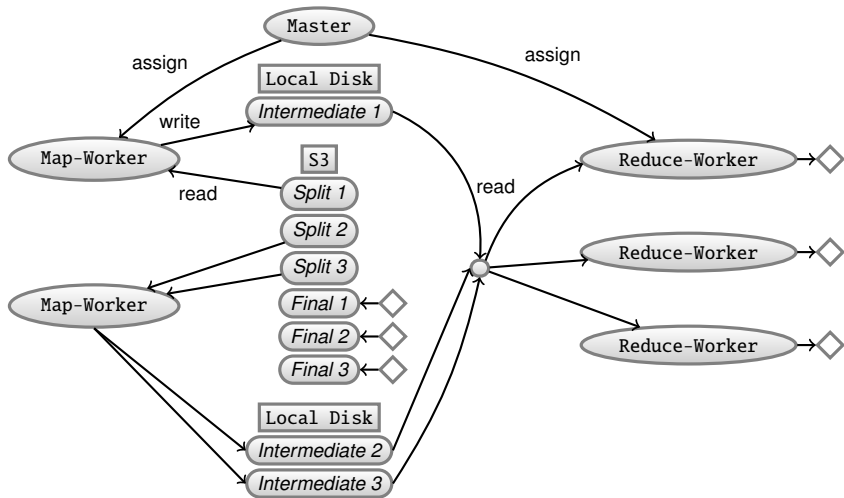 Master
assign
assign
Local Disk
Intermediate 1
write
Map-Worker
S3
Reduce-Worker
read
Split 1
read
Split 2
Reduce-Worker
Split 3
Map-Worker
Final 1
Final 2
Reduce-Worker
Final 3
Local Disk
Intermediate 2
Intermediate 3